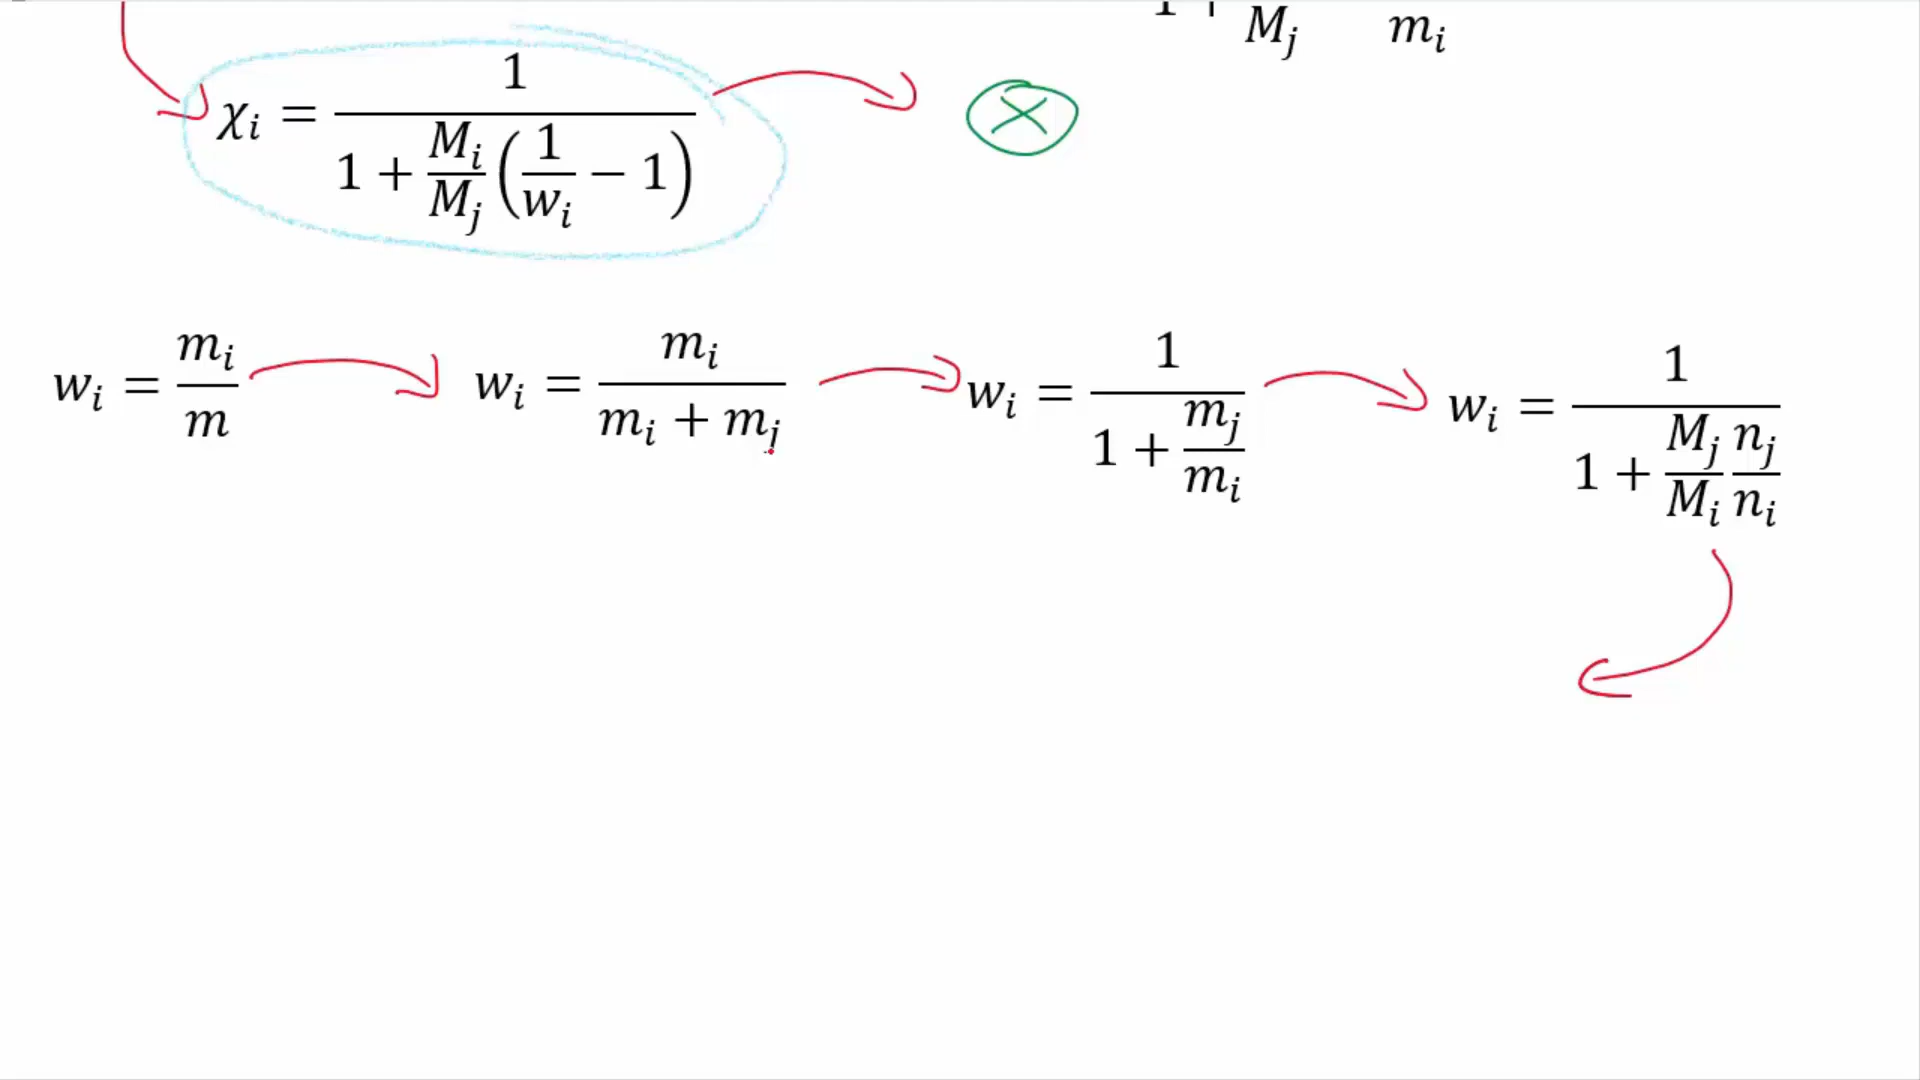 1 + M_j m_i
χ_i = 1 / (1 + M_i/M_j (1/w_i − 1))
w_i = m_i/m
w_i = m_i / (m_i + m_j)
w_i = 1 / (1 + m_j/m_i)
w_i = 1 / (1 + M_j/M_i n_j/n_i)